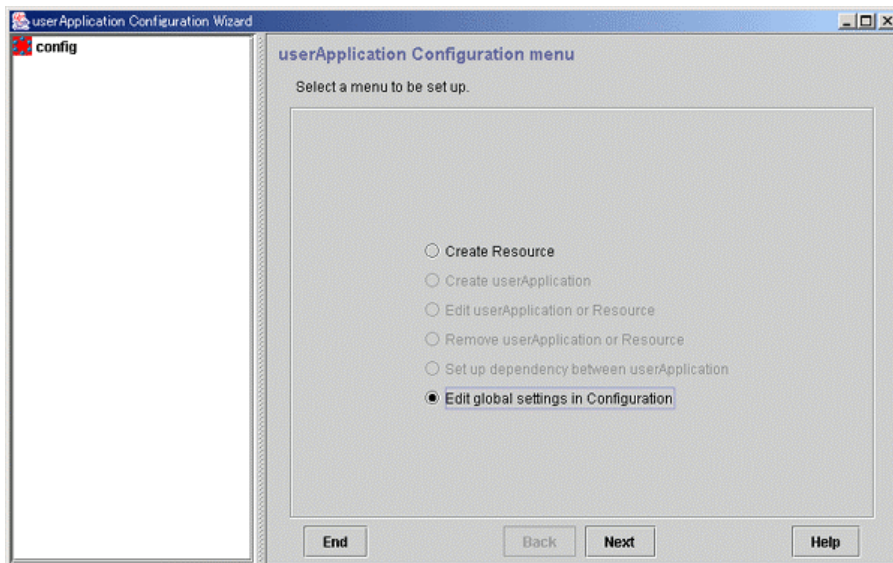 userApplication Configuration Wizard
config
userApplication Configuration menu
Select a menu to be set up.
Create Resource
Create userApplication
Edit userApplication or Resource
Remove userApplication or Resource
Set up dependency between userApplication
Edit global settings in Configuration
End
Back
Next
Help